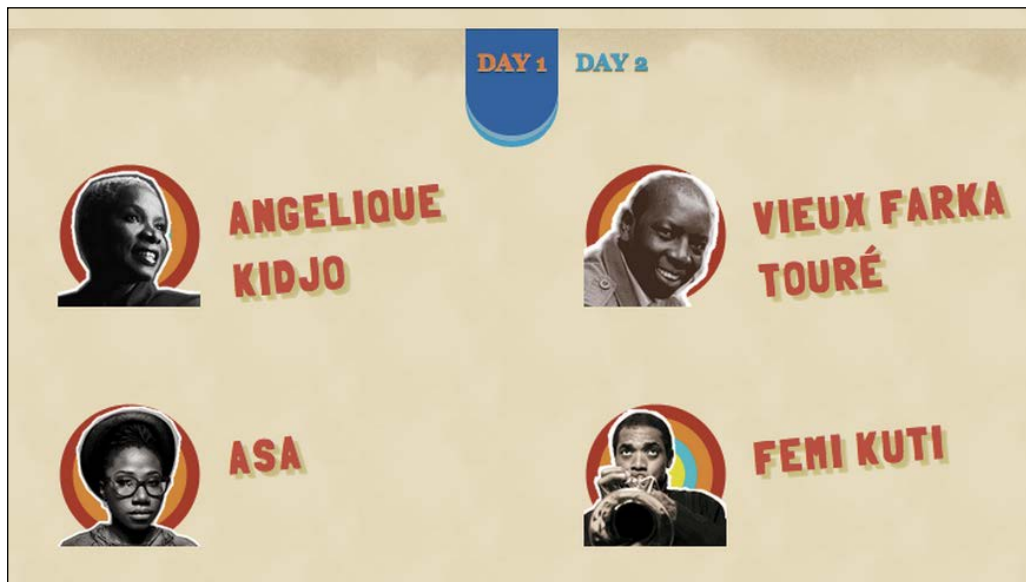 DAY 1 DAY 2
ANGELIQUE
KIDJO
VIEUX FARKA
TOURÉ
ASA
FEMI KUTI